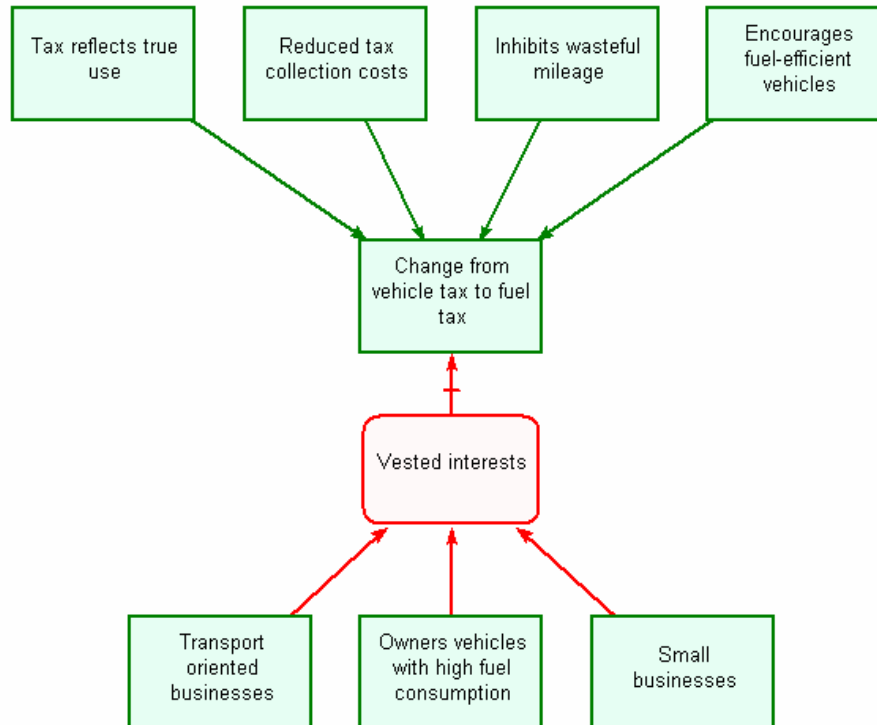 Tax reflects true
use
Reduced tax
collection costs
Inhibits wasteful
mileage
Encourages
fuel-efficient
vehicles
Change from
vehicle tax to fuel
tax
Vested interests
Transport
oriented
businesses
Owners vehicles
with high fuel
consumption
Small
businesses